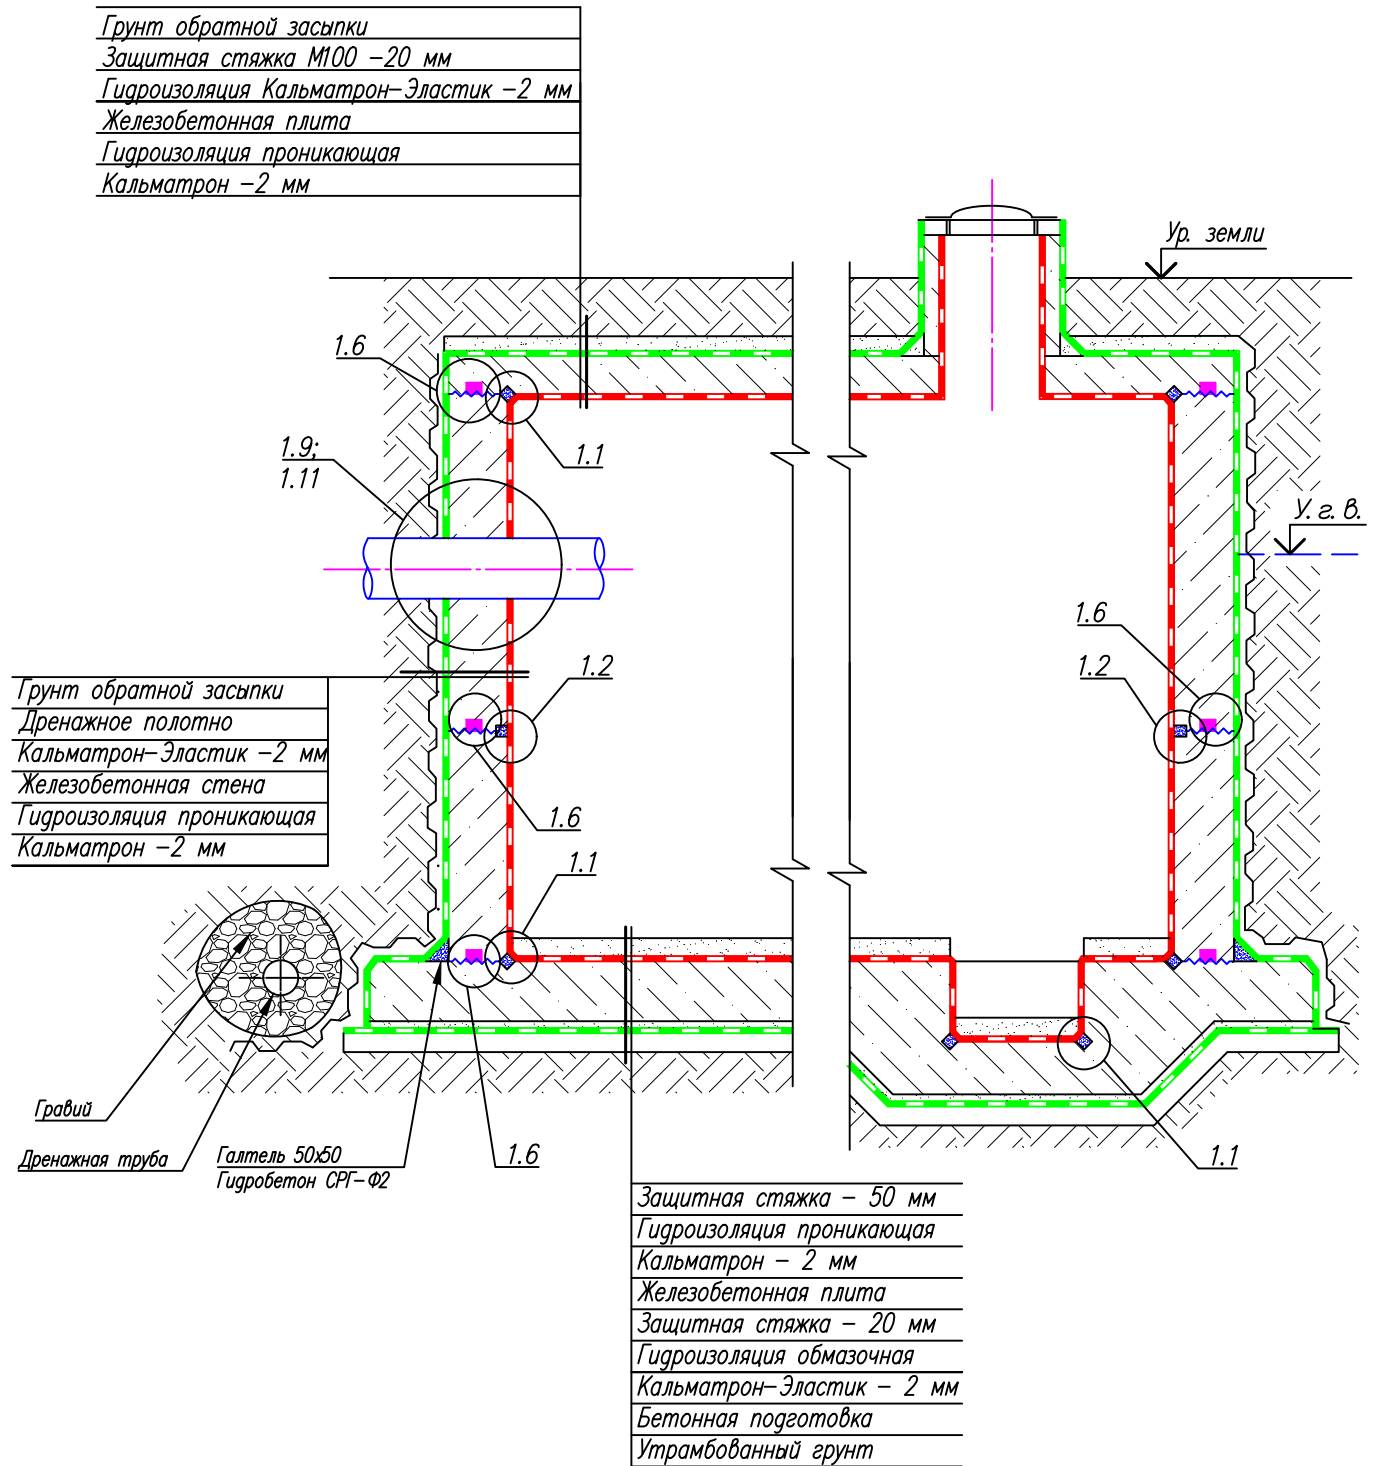 Грунт обратной засыпки
Защитная стяжка М100 -20 мм
Гидроизоляция Кальматрон-Эластик -2 мм
Железобетонная плита
Гидроизоляция проникающая
Кальматрон -2 мм
Ур. земли
1.6
1.1
1.9;
1.11
У.г.в.
1.6
1.2
1.2
Грунт обратной засыпки
Дренажное полотно
Кальматрон-Эластик -2 мм
Железобетонная стена
Гидроизоляция проникающая
Кальматрон -2 мм
1.6
1.1
Гравий
Дренажная труба
Галтель 50х50
Гидробетон СРГ-Ф2
1.6
1.1
Защитная стяжка - 50 мм
Гидроизоляция проникающая
Кальматрон - 2 мм
Железобетонная плита
Защитная стяжка - 20 мм
Гидроизоляция обмазочная
Кальматрон-Эластик - 2 мм
Бетонная подготовка
Утрамбованный грунт